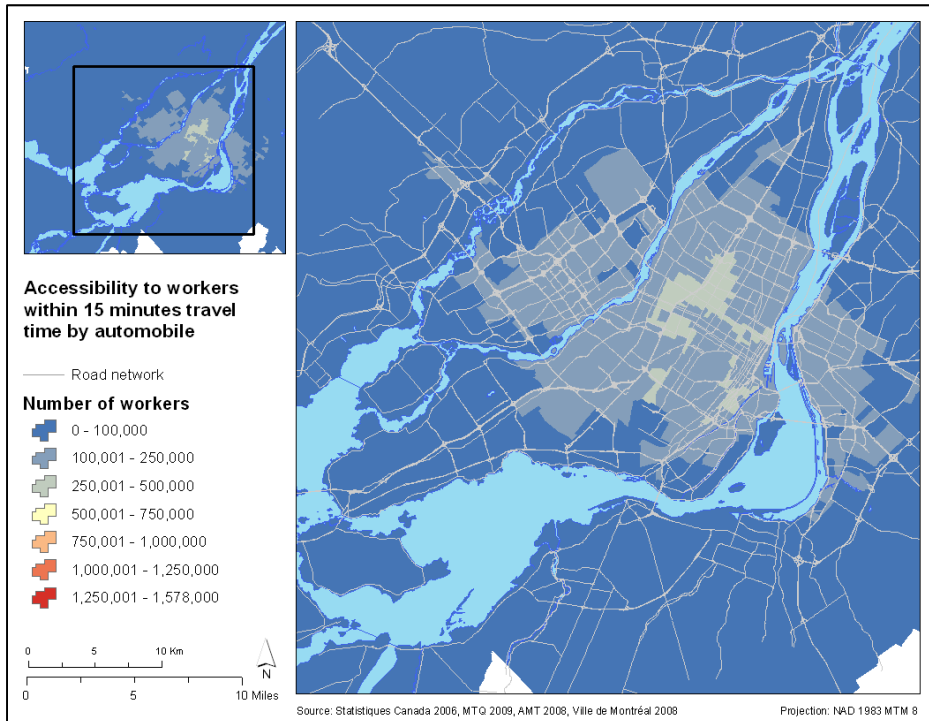 Accessibility to workers
within 15 minutes travel
time by automobile
Road network
Number of workers
0 - 100,000
100,001 - 250,000
250,001 - 500,000
500,001 - 750,000
750,001 - 1,000,000
1,000,001 - 1,250,000
1,250,001 - 1,578,000
0 5 10 Km
N
0 5 10 Miles
Source: Statistiques Canada 2006, MTQ 2009, AMT 2008, Ville de Montréal 2008
Projection: NAD 1983 MTM 8